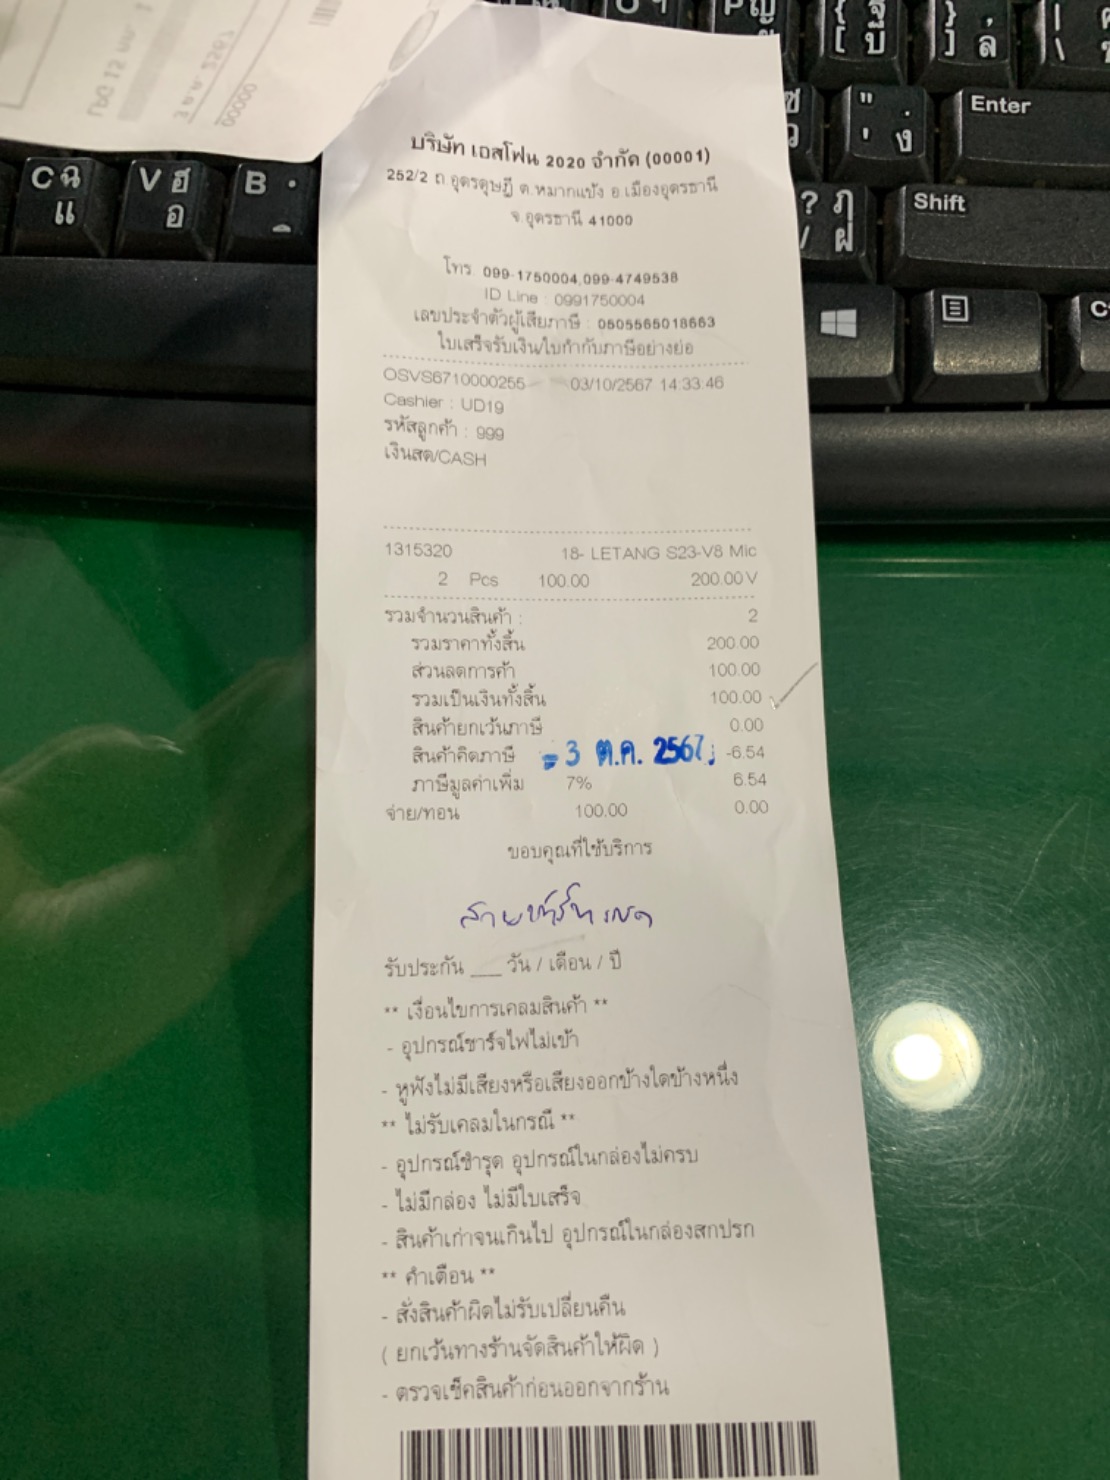 บริษัท เอสโฟน 2020 จำกัด (00001)
252/2 ถ.อุดรดุษฎี ต.หมากแข้ง อ.เมืองอุดรธานี
จ.อุดรธานี 41000
โทร. 099-1750004,099-4749538
ID Line : 0991750004
เลขประจำตัวผู้เสียภาษี : 0505565018663
ใบเสร็จรับเงิน/ใบกำกับภาษีอย่างย่อ
OSVS6710000255 03/10/2567 14:33:46
Cashier : UD19
รหัสลูกค้า : 999
เงินสด/CASH
1315320 18- LETANG S23-V8 Mic
2 Pcs 100.00 200.00V
รวมจำนวนสินค้า : 2
รวมราคาทั้งสิ้น 200.00
ส่วนลดการค้า 100.00
รวมเป็นเงินทั้งสิ้น 100.00
สินค้ายกเว้นภาษี 0.00
สินค้าคิดภาษี -6.54
- 3 ต.ค. 2567
ภาษีมูลค่าเพิ่ม 7% 6.54
จ่าย/ทอน 100.00 0.00
ขอบคุณที่ใช้บริการ
รับประกัน ___ วัน / เดือน / ปี
** เงื่อนไขการเคลมสินค้า **
- อุปกรณ์ชาร์จไฟไม่เข้า
- หูฟังไม่มีเสียงหรือเสียงออกข้างใดข้างหนึ่ง
** ไม่รับเคลมในกรณี **
- อุปกรณ์ชำรุด อุปกรณ์ในกล่องไม่ครบ
- ไม่มีกล่อง ไม่มีใบเสร็จ
- สินค้าเก่าจนเกินไป อุปกรณ์ในกล่องสกปรก
** คำเตือน **
- สั่งสินค้าผิดไม่รับเปลี่ยนคืน
( ยกเว้นทางร้านจัดสินค้าให้ผิด )
- ตรวจเช็คสินค้าก่อนออกจากร้าน
Enter
Shift
C ฉ แ
V ฮ อ
B